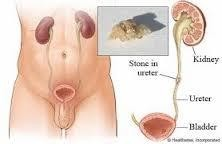 Stone in
ureter
Kidney
Ureter
Bladder
© Healthwise, Incorporated